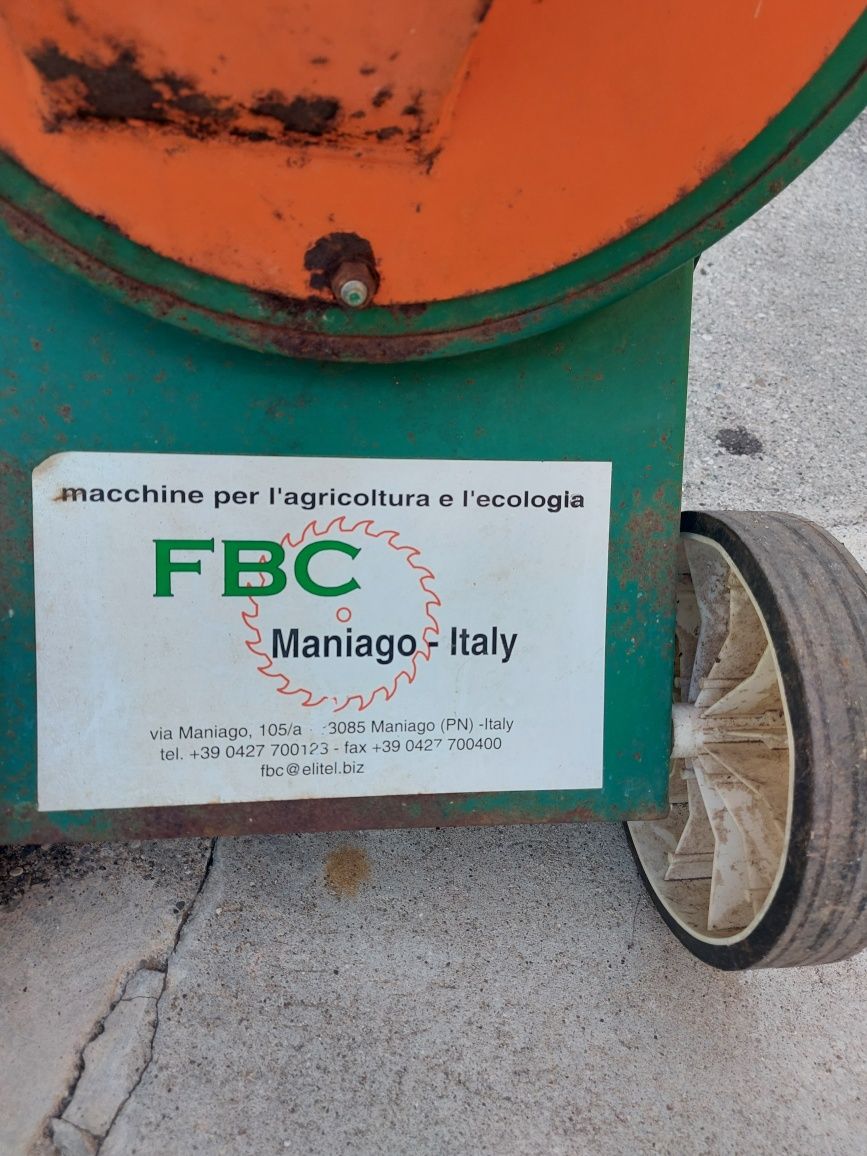 macchine per l'agricoltura e l'ecologia
FBC
Maniago - Italy
via Maniago, 105/a 3085 Maniago (PN) -Italy
tel. +39 0427 700123 - fax +39 0427 700400
fbc@elitel.biz